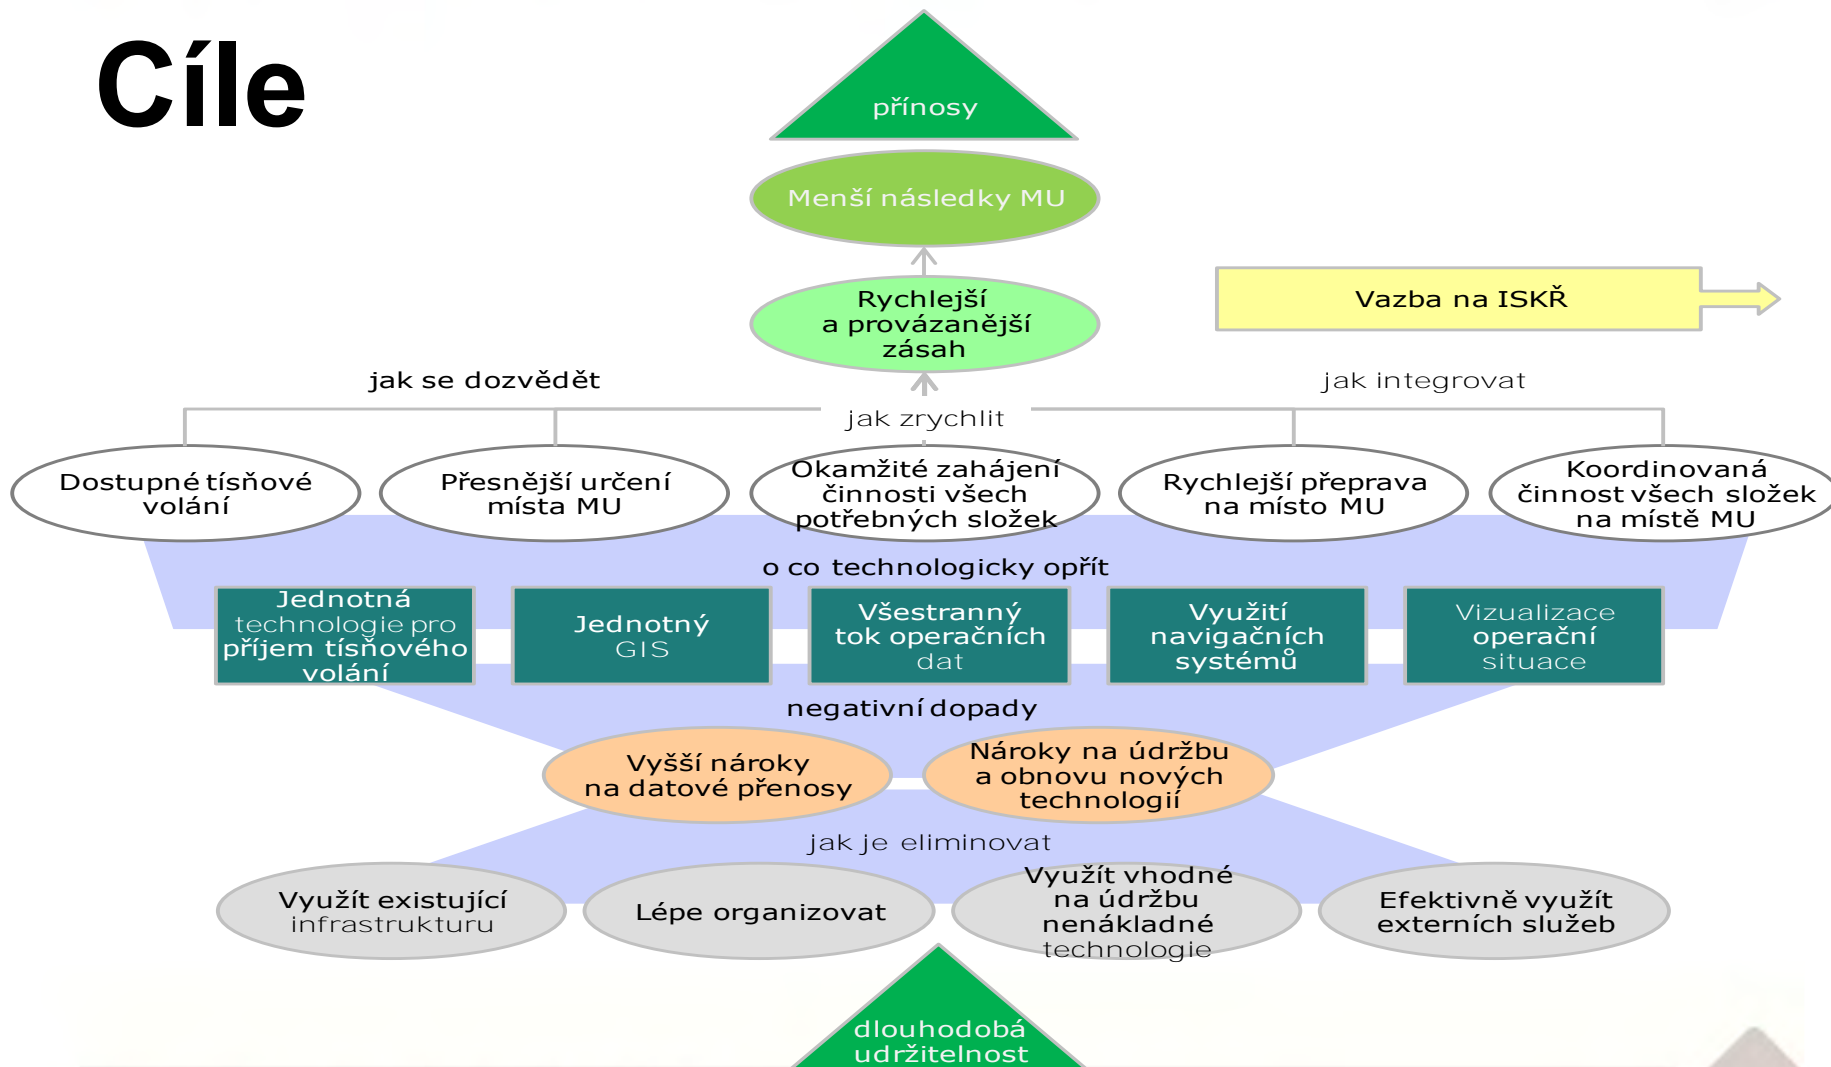 Cíle
přínosy
Menší následky MU
Rychlejší
a provázanější
zásah
Vazba na ISKŘ
jak se dozvědět
jak zrychlit
jak integrovat
Dostupné tísňové
volání
Přesnější určení
místa MU
Okamžité zahájení
činnosti všech
potřebných složek
Rychlejší přeprava
na místo MU
Koordinovaná
činnost všech složek
na místě MU
o co technologicky opřít
Jednotná
technologie pro
příjem tísňového
volání
Jednotný
GIS
Všestranný
tok operačních
dat
Využití
navigačních
systémů
Vizualizace
operační
situace
negativní dopady
Vyšší nároky
na datové přenosy
Nároky na údržbu
a obnovu nových
technologií
jak je eliminovat
Využít existující
infrastrukturu
Lépe organizovat
Využít vhodné
na údržbu
nenákladné
technologie
Efektivně využít
externích služeb
dlouhodobá
udržitelnost